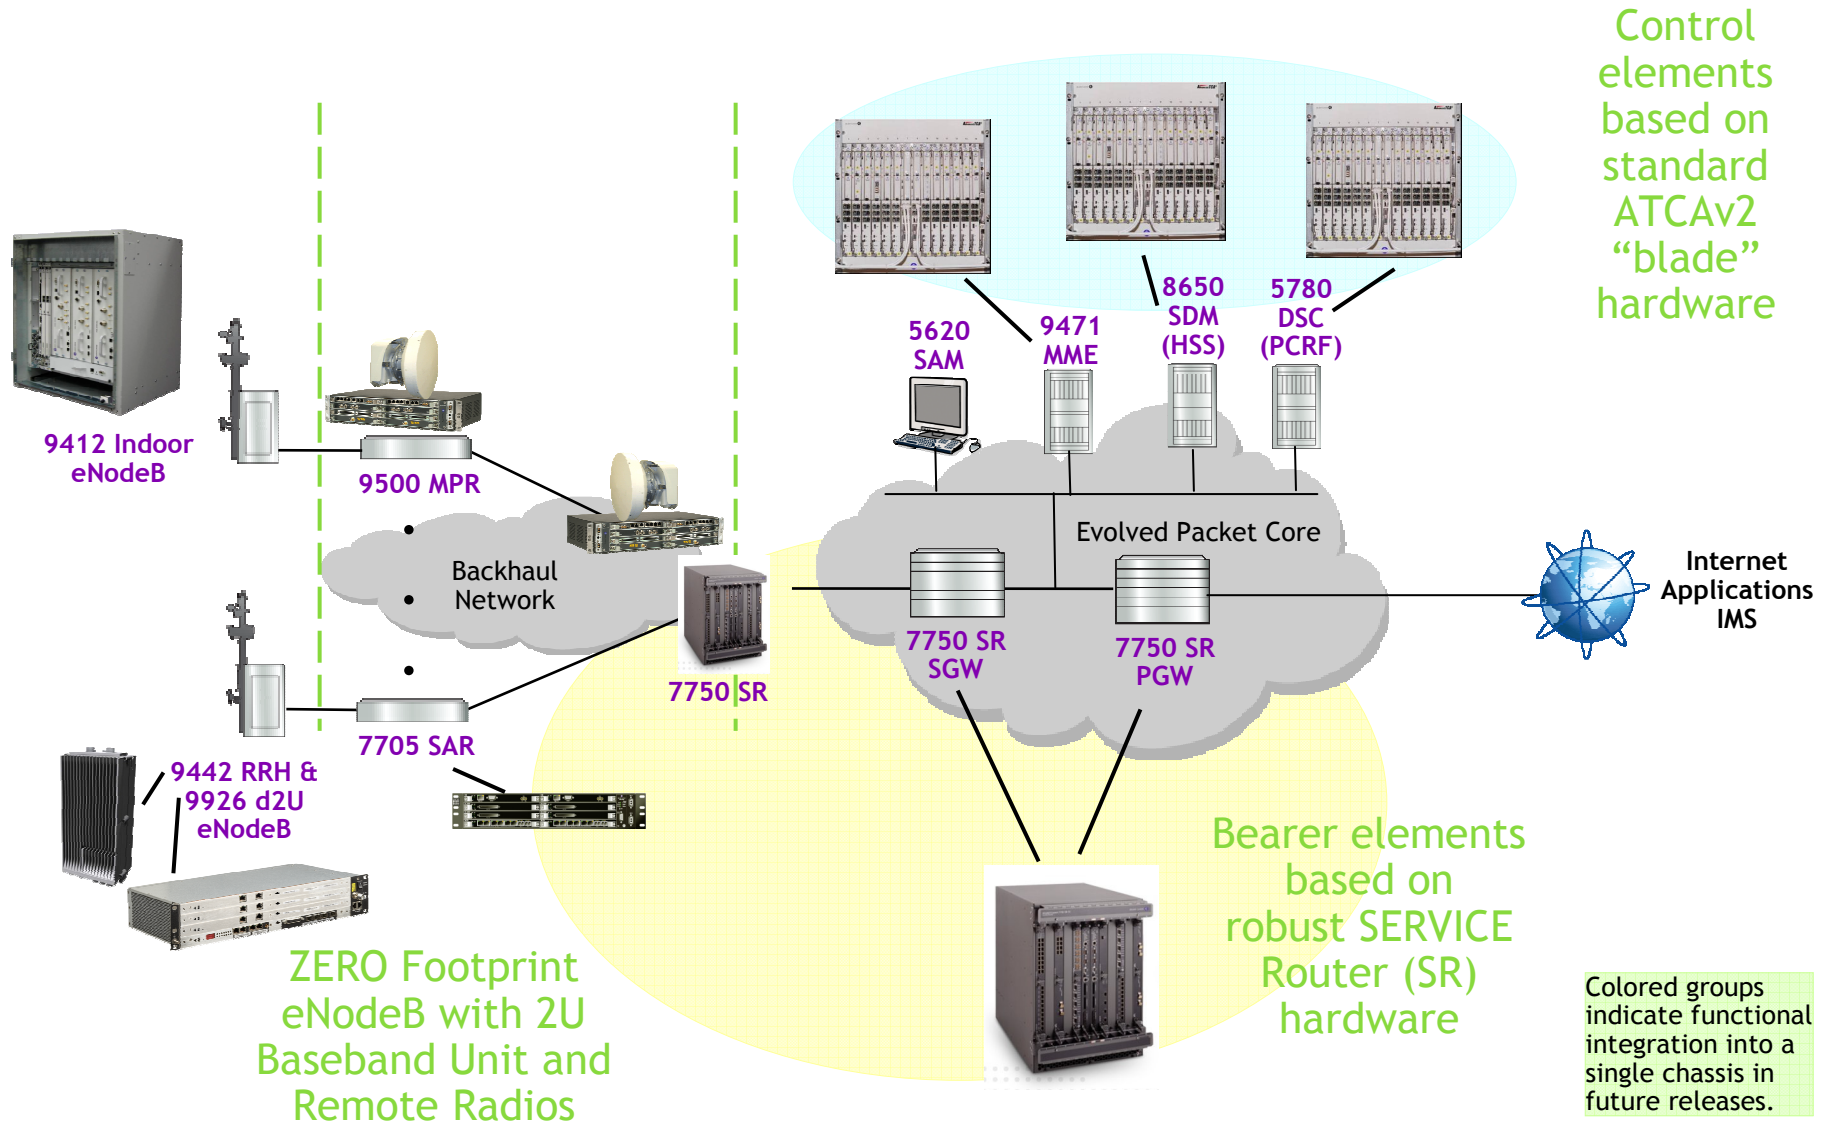 Control
elements
based on
standard
ATCAv2
“blade”
hardware
8650
SDM
(HSS)
5780
DSC
(PCRF)
5620
SAM
9471
MME
9412 Indoor
eNodeB
9500 MPR
Evolved Packet Core
Backhaul
Network
Internet
Applications
IMS
7750 SR
SGW
7750 SR
PGW
7750 SR
7705 SAR
9442 RRH &
9926 d2U
eNodeB
Bearer elements
based on
robust SERVICE
Router (SR)
hardware
ZERO Footprint
eNodeB with 2U
Baseband Unit and
Remote Radios
Colored groups
indicate functional
integration into a
single chassis in
future releases.